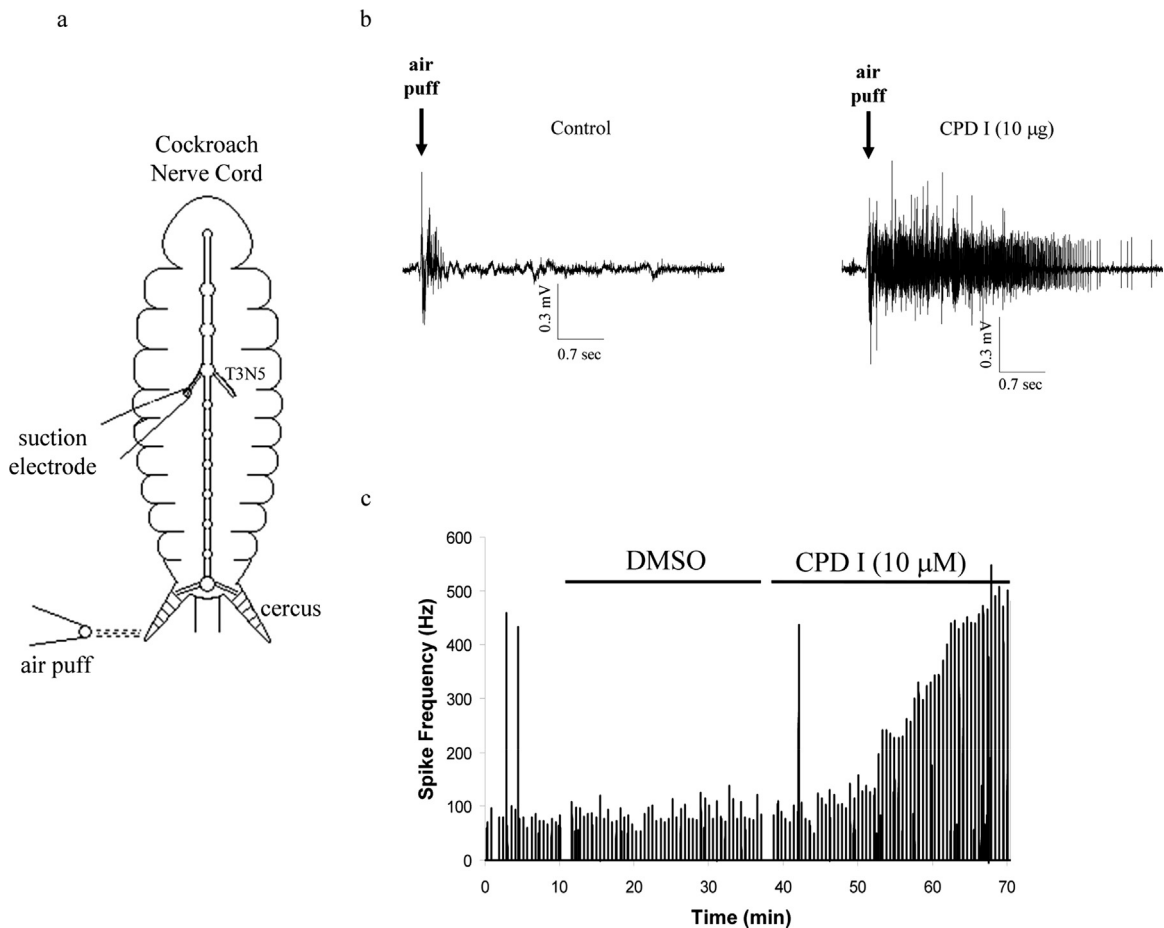 a
Cockroach
Nerve Cord
T3N5
suction
electrode
cercus
air puff
b
air
puff
Control
0.3 mV
0.7 sec
air
puff
CPD I (10 μg)
0.3 mV
0.7 sec
c
600
500
400
300
200
100
0
Spike Frequency (Hz)
DMSO
CPD I (10 μM)
0 10 20 30 40 50 60 70
Time (min)